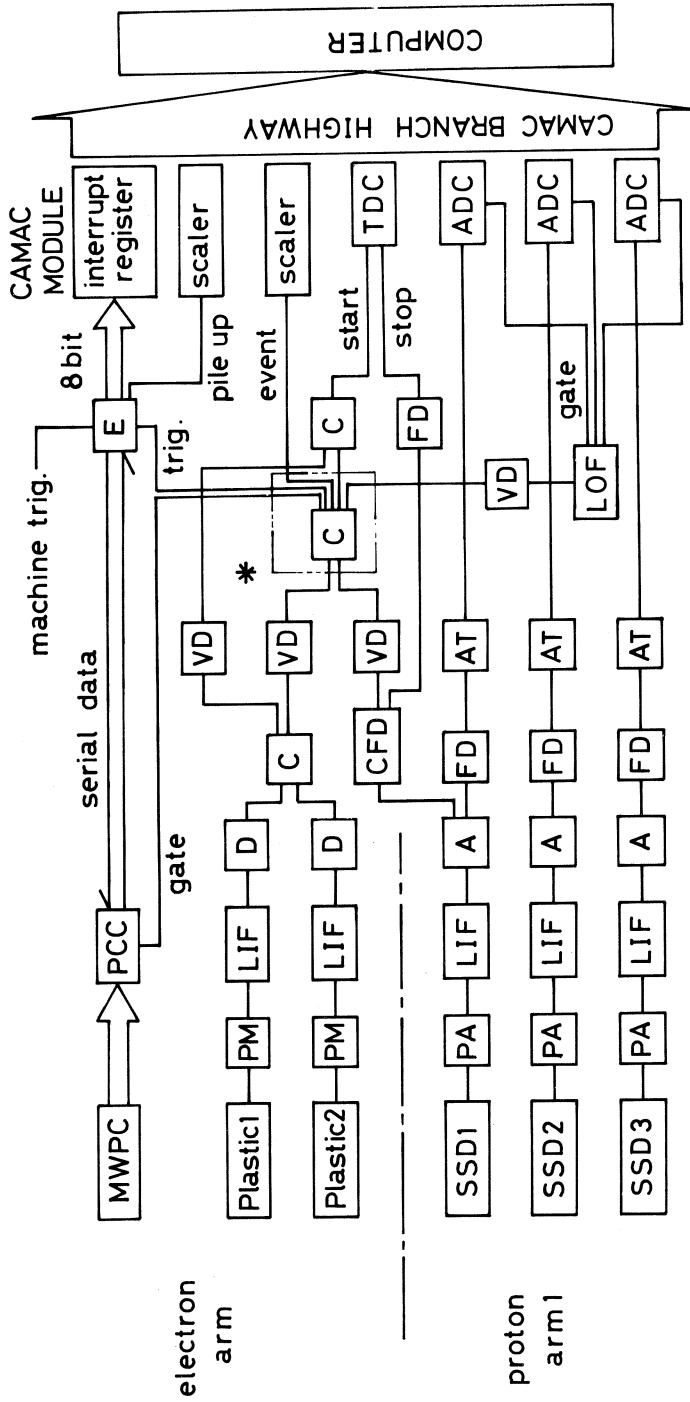 machine trig.
CAMAC
MODULE
8bit
interrupt
register
COMPUTER
CAMAC BRANCH HIGHWAY
MWPC
PCC
serial data
E
trig.
pile up
scaler
gate
VD
event
scaler
*
electron
arm
Plastic1
PM
LIF
D
C
VD
C
C
start
TDC
stop
Plastic2
PM
LIF
D
CFD
VD
FD
proton
arm1
SSD1
PA
LIF
A
FD
AT
VD
ADC
SSD2
PA
LIF
A
FD
AT
LOF
gate
ADC
SSD3
PA
LIF
A
FD
AT
ADC